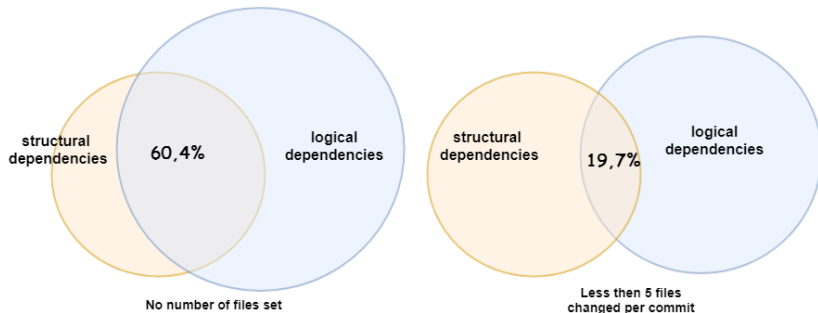 structural
dependencies
60,4%
logical
dependencies
No number of files set
structural
dependencies
19,7%
logical
dependencies
Less then 5 files
changed per commit